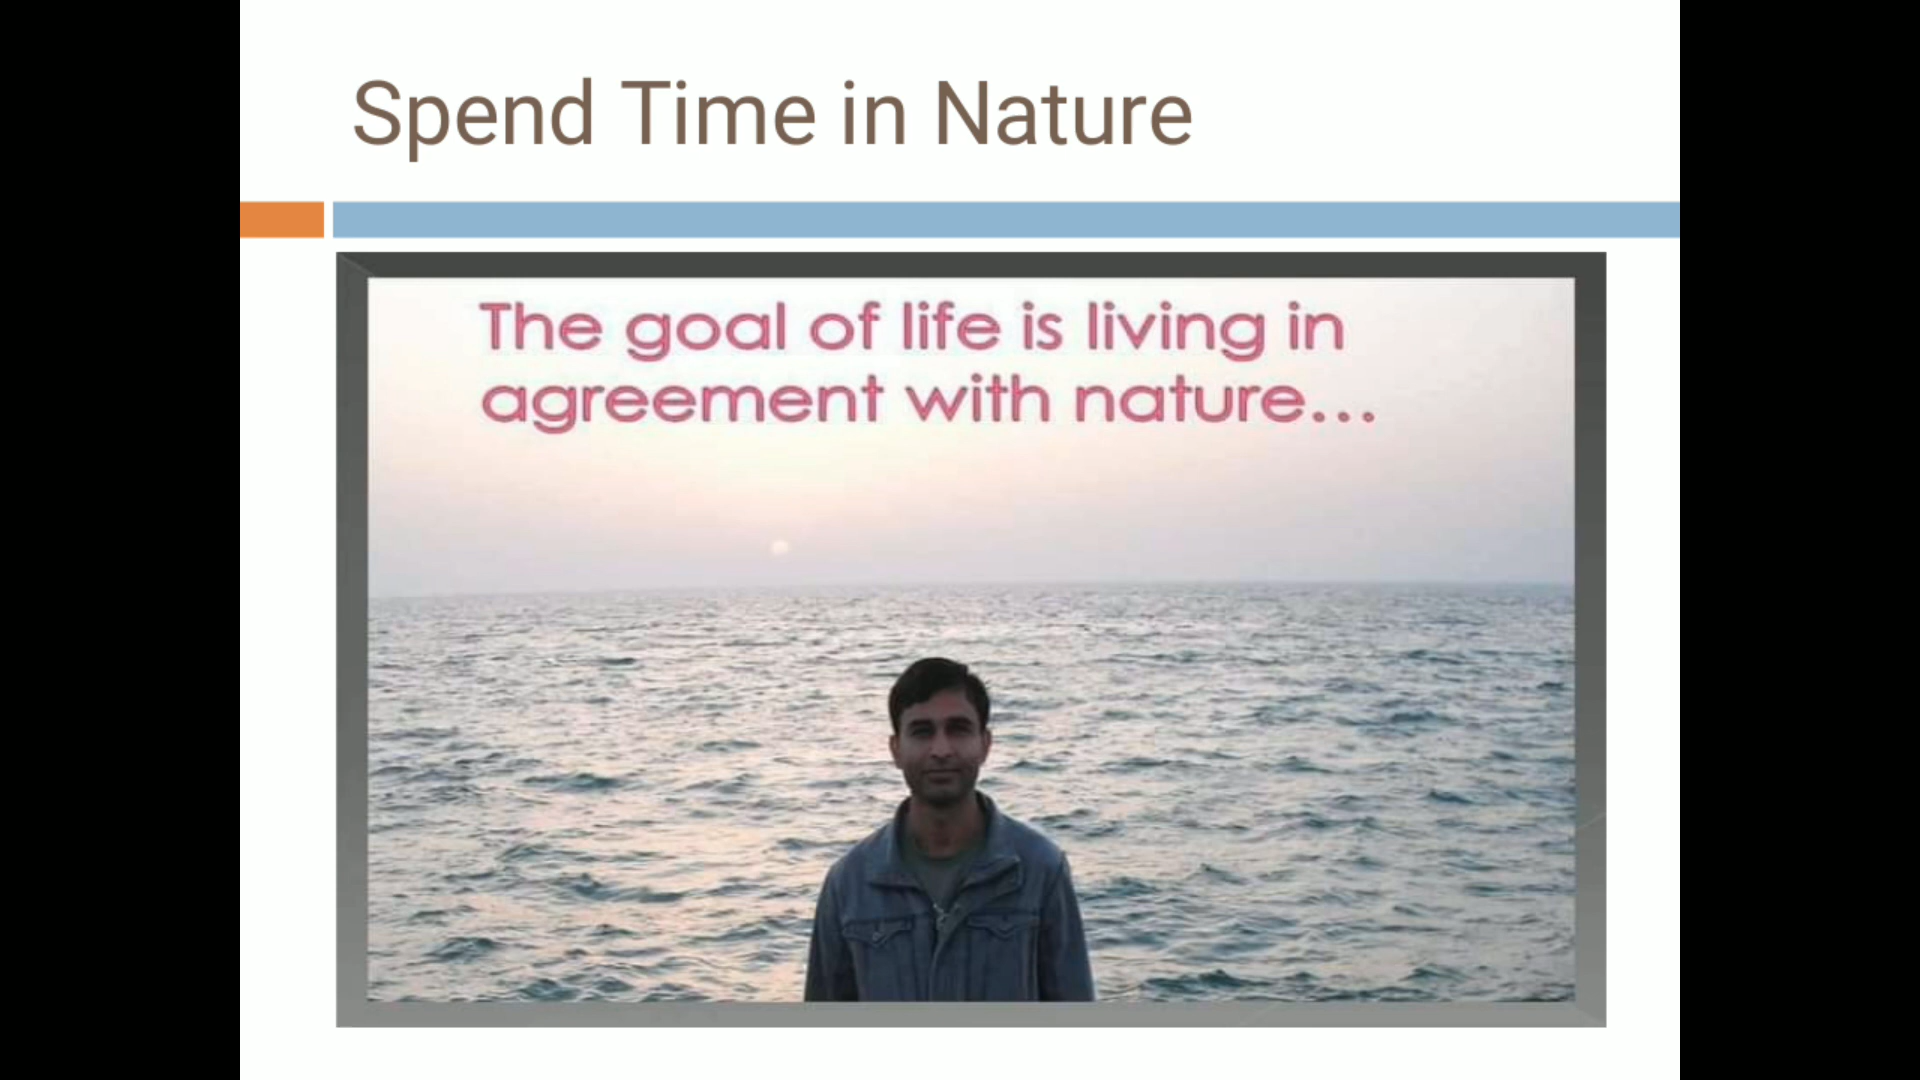 Spend Time in Nature
The goal of life is living in
agreement with nature...